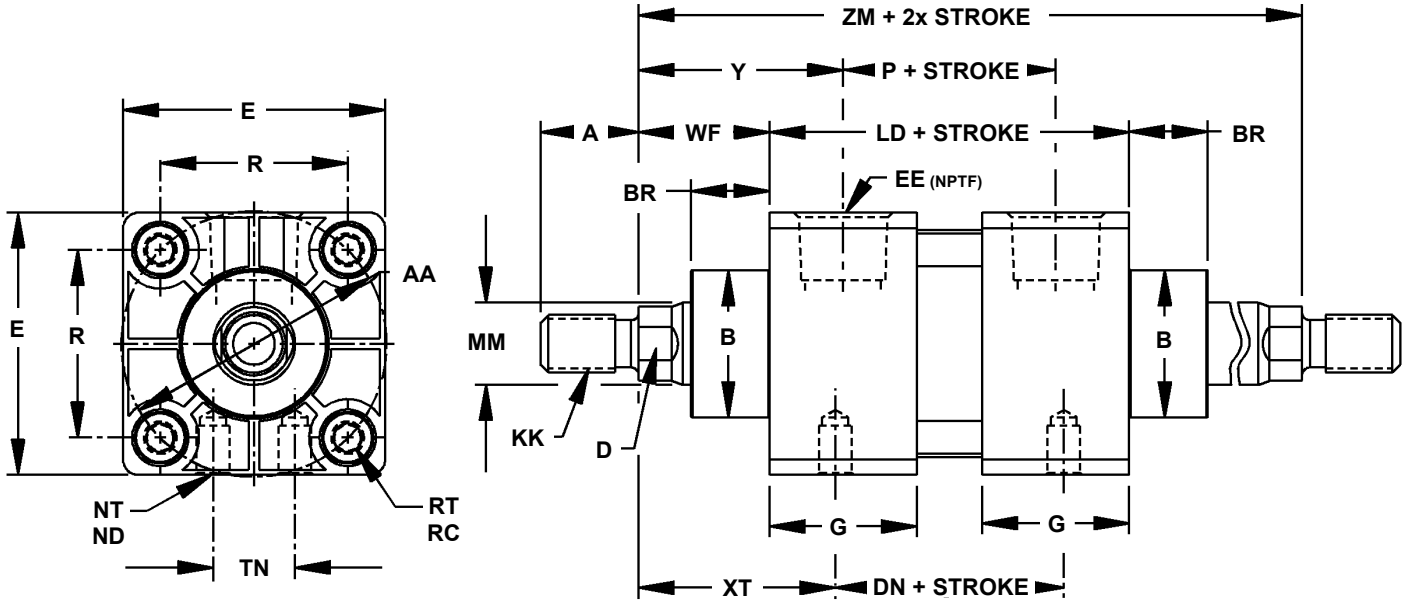 ZM + 2x STROKE
Y
P + STROKE
E
A
WF
LD + STROKE
BR
R
BR
EE (NPTF)
AA
E
R
MM
B
B
KK
D
NT
ND
RT
RC
G
G
TN
XT
DN + STROKE